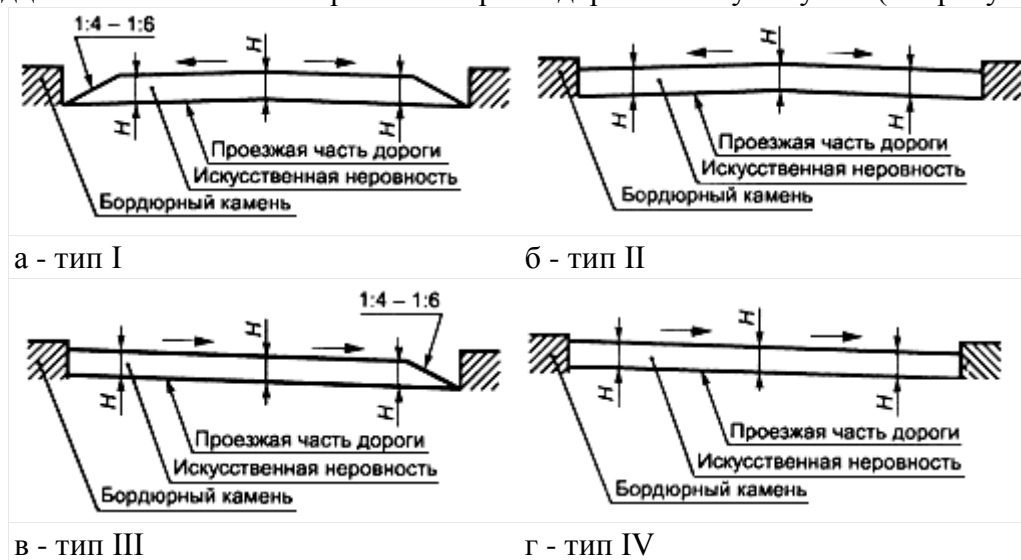 1:4 – 1:6
H
H
H
Проезжая часть дороги
Искусственная неровность
Бордюрный камень
H
H
H
Проезжая часть дороги
Искусственная неровность
Бордюрный камень
а - тип I
б - тип II
1:4 – 1:6
H
H
H
Проезжая часть дороги
Искусственная неровность
Бордюрный камень
H
H
H
Проезжая часть дороги
Искусственная неровность
Бордюрный камень
в - тип III
г - тип IV